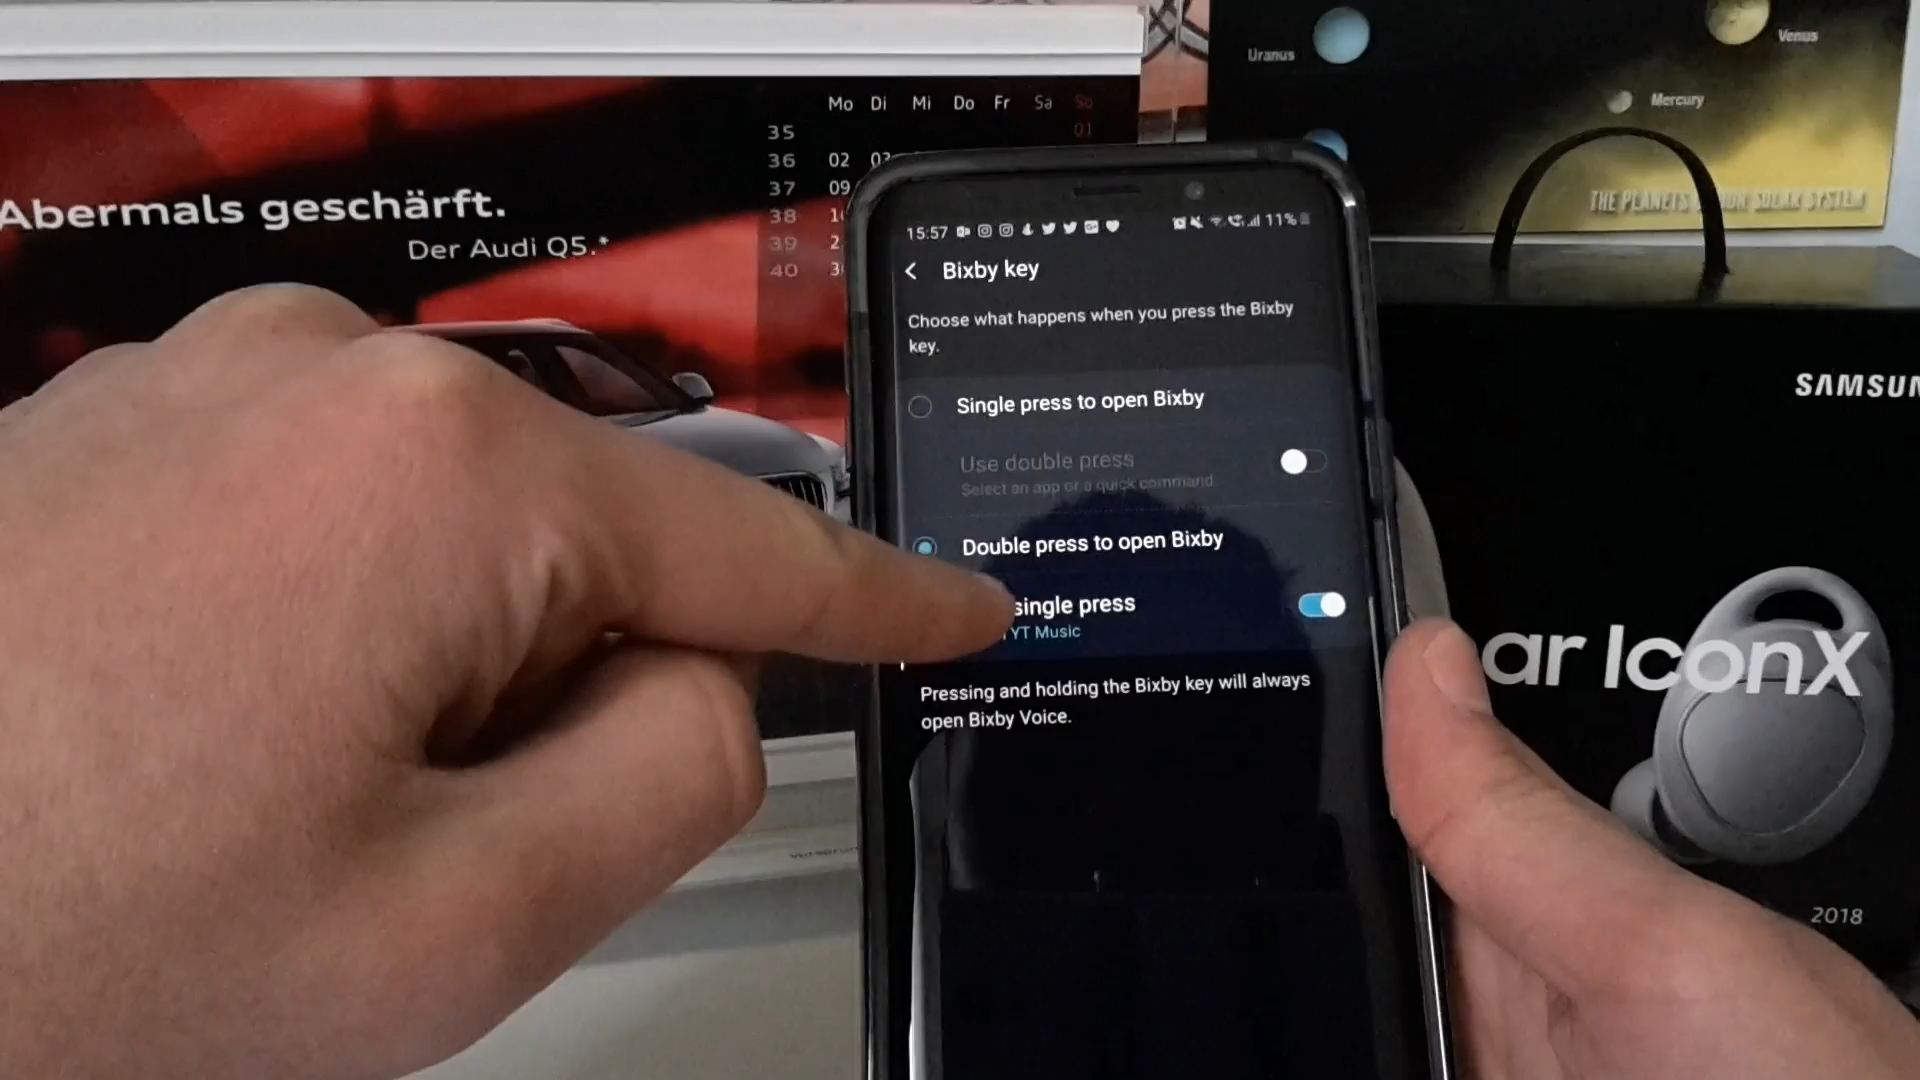 Mo Di Mi Do Fr Sa So
35 01
36 02
37 09
38
39
40
Abermals geschärft.
Der Audi Q5.*
Uranus
Venus
Mercury
THE PLANETS OUR SOLAR SYSTEM
15:57 11%
Bixby key
Choose what happens when you press the Bixby
key.
Single press to open Bixby
Use double press
Select an app or a quick command.
Double press to open Bixby
single press
YT Music
Pressing and holding the Bixby key will always
open Bixby Voice.
SAMSUN
ar IconX
2018